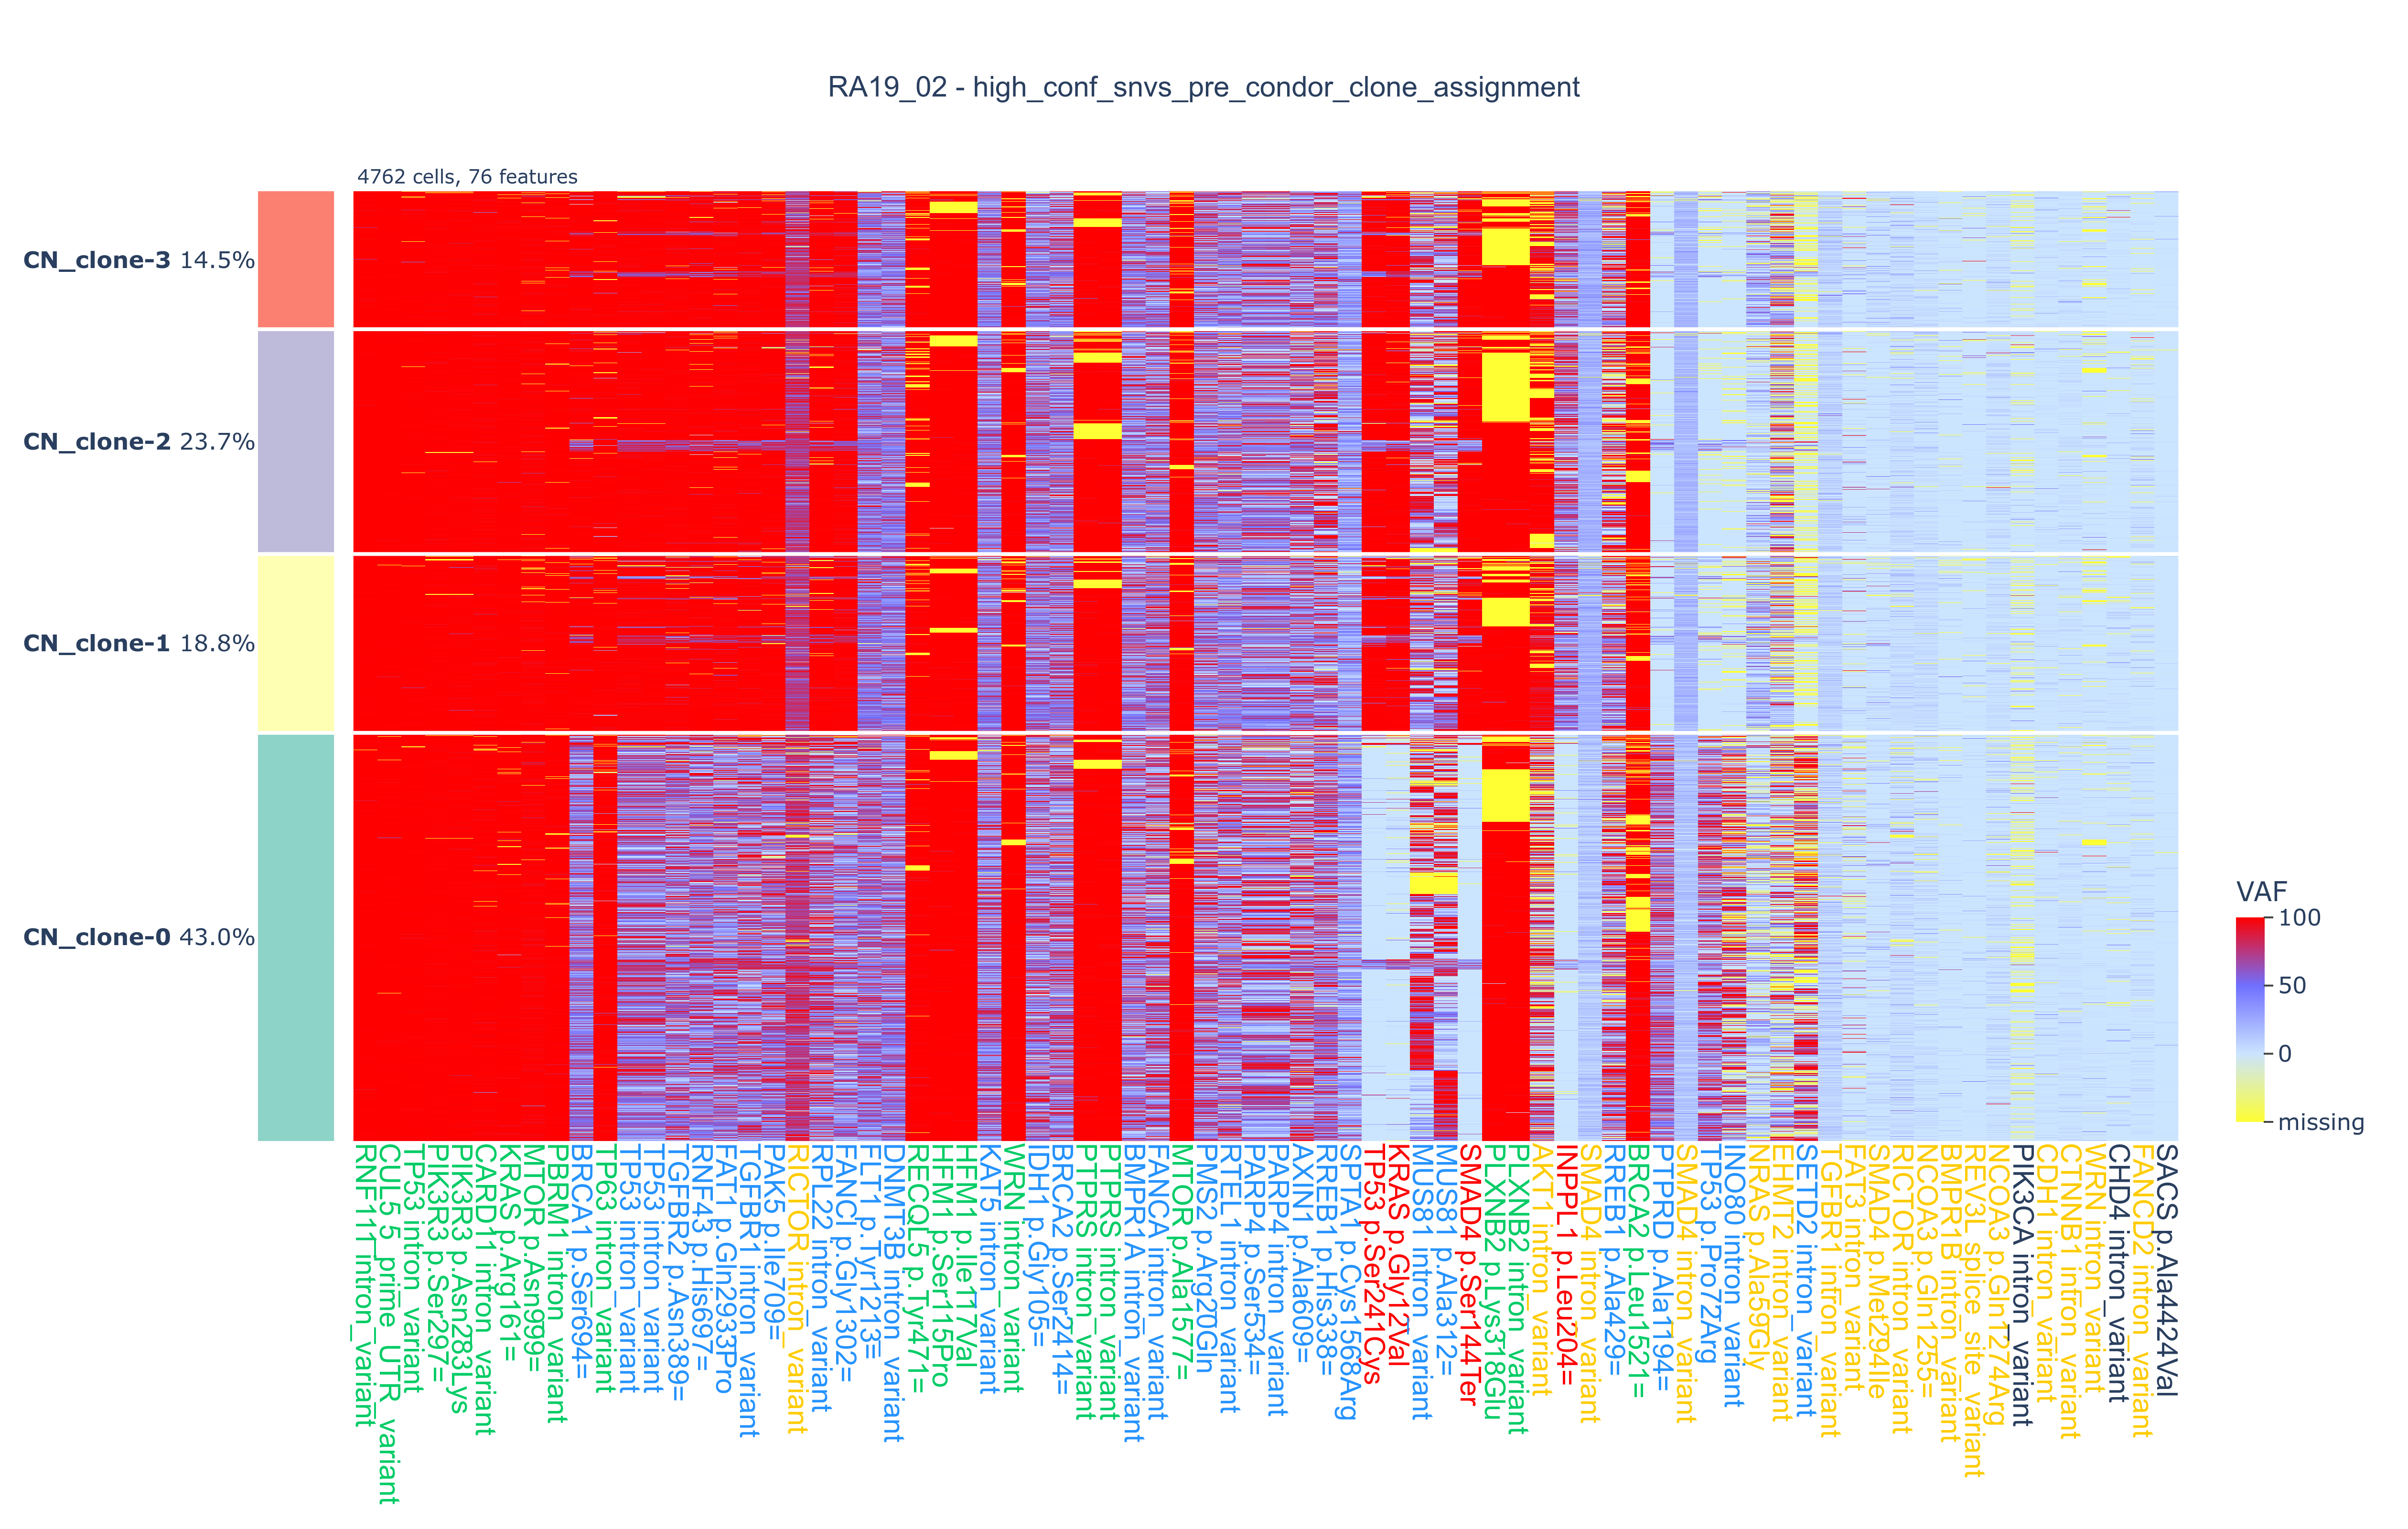 RA19_02 - high_conf_snvs_pre_condor_clone_assignment
4762 cells, 76 features
CN_clone-3 14.5%
CN_clone-2 23.7%
CN_clone-1 18.8%
CN_clone-0 43.0%
VAF
100
50
0
missing
RNF111 intron_variant
CUL5 5_prime_UTR_variant
TP53 intron_variant
PIK3R3 p.Ser297=
PIK3R3 p.Asn283Lys
CARD11 intron_variant
KRAS p.Arg161=
MTOR p.Asn999=
PBRM1 intron_variant
BRCA1 p.Ser694=
TP63 intron_variant
TP53 intron_variant
TP53 intron_variant
TGFBR2 p.Asn389=
RNF43 p.His697=
FAT1 p.Gln2933Pro
TGFBR1 intron_variant
PAK5 p.Ile709=
RICTOR intron_variant
RPL22 intron_variant
FANCI p.Gly1302=
FLT1 p.Tyr1213=
DNMT3B intron_variant
RECQL5 p.Tyr471=
HFM1 p.Ser115Pro
HFM1 p.Ile117Val
KAT5 intron_variant
WRN intron_variant
IDH1 p.Gly105=
BRCA2 p.Ser2414=
PTPRS intron_variant
PTPRS intron_variant
BMPR1A intron_variant
FANCA intron_variant
MTOR p.Ala1577=
PMS2 p.Arg20Gln
RTEL1 intron_variant
PARP4 p.Ser534=
PARP4 intron_variant
AXIN1 p.Ala609=
RREB1 p.His338=
SPTA1 p.Cys1568Arg
TP53 p.Ser241Cys
KRAS p.Gly12Val
MUS81 intron_variant
MUS81 p.Ala312=
SMAD4 p.Ser144Ter
PLXNB2 p.Lys318Glu
PLXNB2 intron_variant
AKT1 intron_variant
INPPL1 p.Leu204=
SMAD4 intron_variant
RREB1 p.Ala429=
BRCA2 p.Leu1521=
PTPRD p.Ala1194=
SMAD4 intron_variant
TP53 p.Pro72Arg
INO80 intron_variant
NRAS p.Ala59Gly
EHMT2 intron_variant
SETD2 intron_variant
TGFBR1 intron_variant
FAT3 intron_variant
SMAD4 p.Met294Ile
RICTOR intron_variant
NCOA3 p.Gln1255=
BMPR1B intron_variant
REV3L splice_site_variant
NCOA3 p.Gln1274Arg
PIK3CA intron_variant
CDH1 intron_variant
CTNNB1 intron_variant
WRN intron_variant
CHD4 intron_variant
FANCD2 intron_variant
SACS p.Ala4424Val